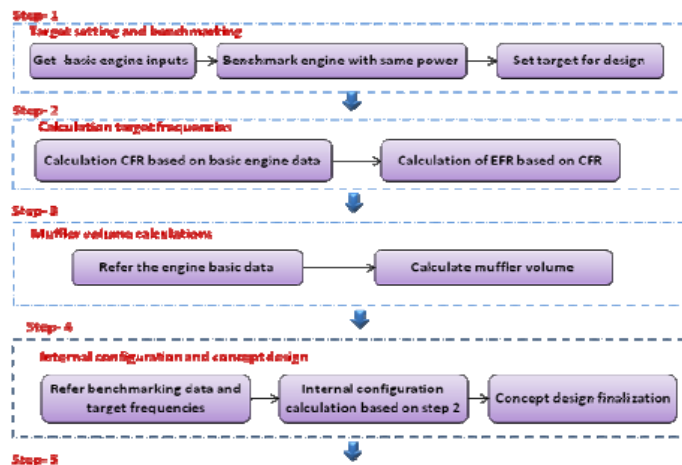 Step- 1
Target setting and benchmarking
Get basic engine inputs
Benchmark engine with same power
Set target for design
Step- 2
Calculation target frequencies
Calculation CFR based on basic engine data
Calculation of EFR based on CFR
Step- 3
Muffler volume calculations
Refer the engine basic data
Calculate muffler volume
Step- 4
Internal configuration and concept design
Refer benchmarking data and
target frequencies
Internal configuration
calculation based on step 2
Concept design finalization
Step- 5